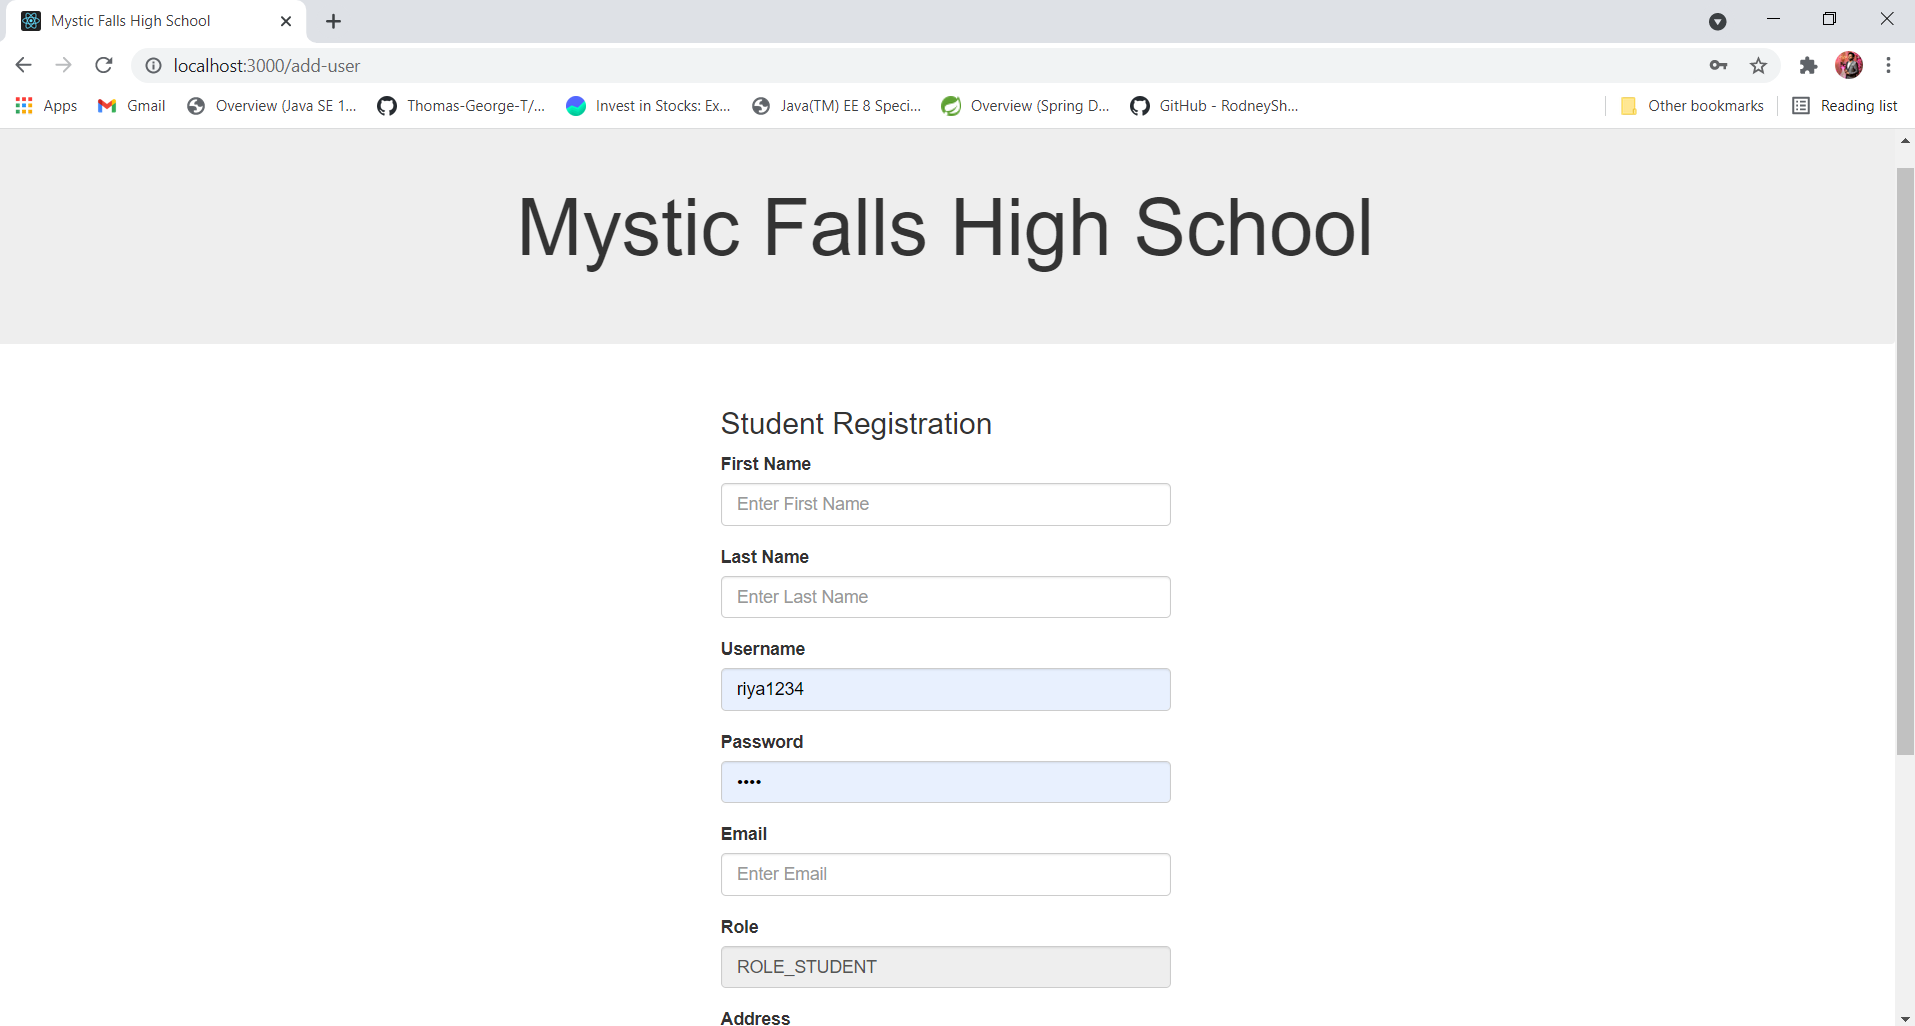 Mystic Falls High School
localhost:3000/add-user
Apps Gmail Overview (Java SE 1... Thomas-George-T/... Invest in Stocks: Ex... Java(TM) EE 8 Speci... Overview (Spring D... GitHub - RodneySh... Other bookmarks Reading list
Mystic Falls High School
Student Registration
First Name
Enter First Name
Last Name
Enter Last Name
Username
riya1234
Password
••••
Email
Enter Email
Role
ROLE_STUDENT
Address